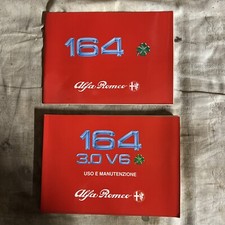 164
Alfa Romeo
164
3.0 V6
USO E MANUTENZIONE
Alfa Romeo